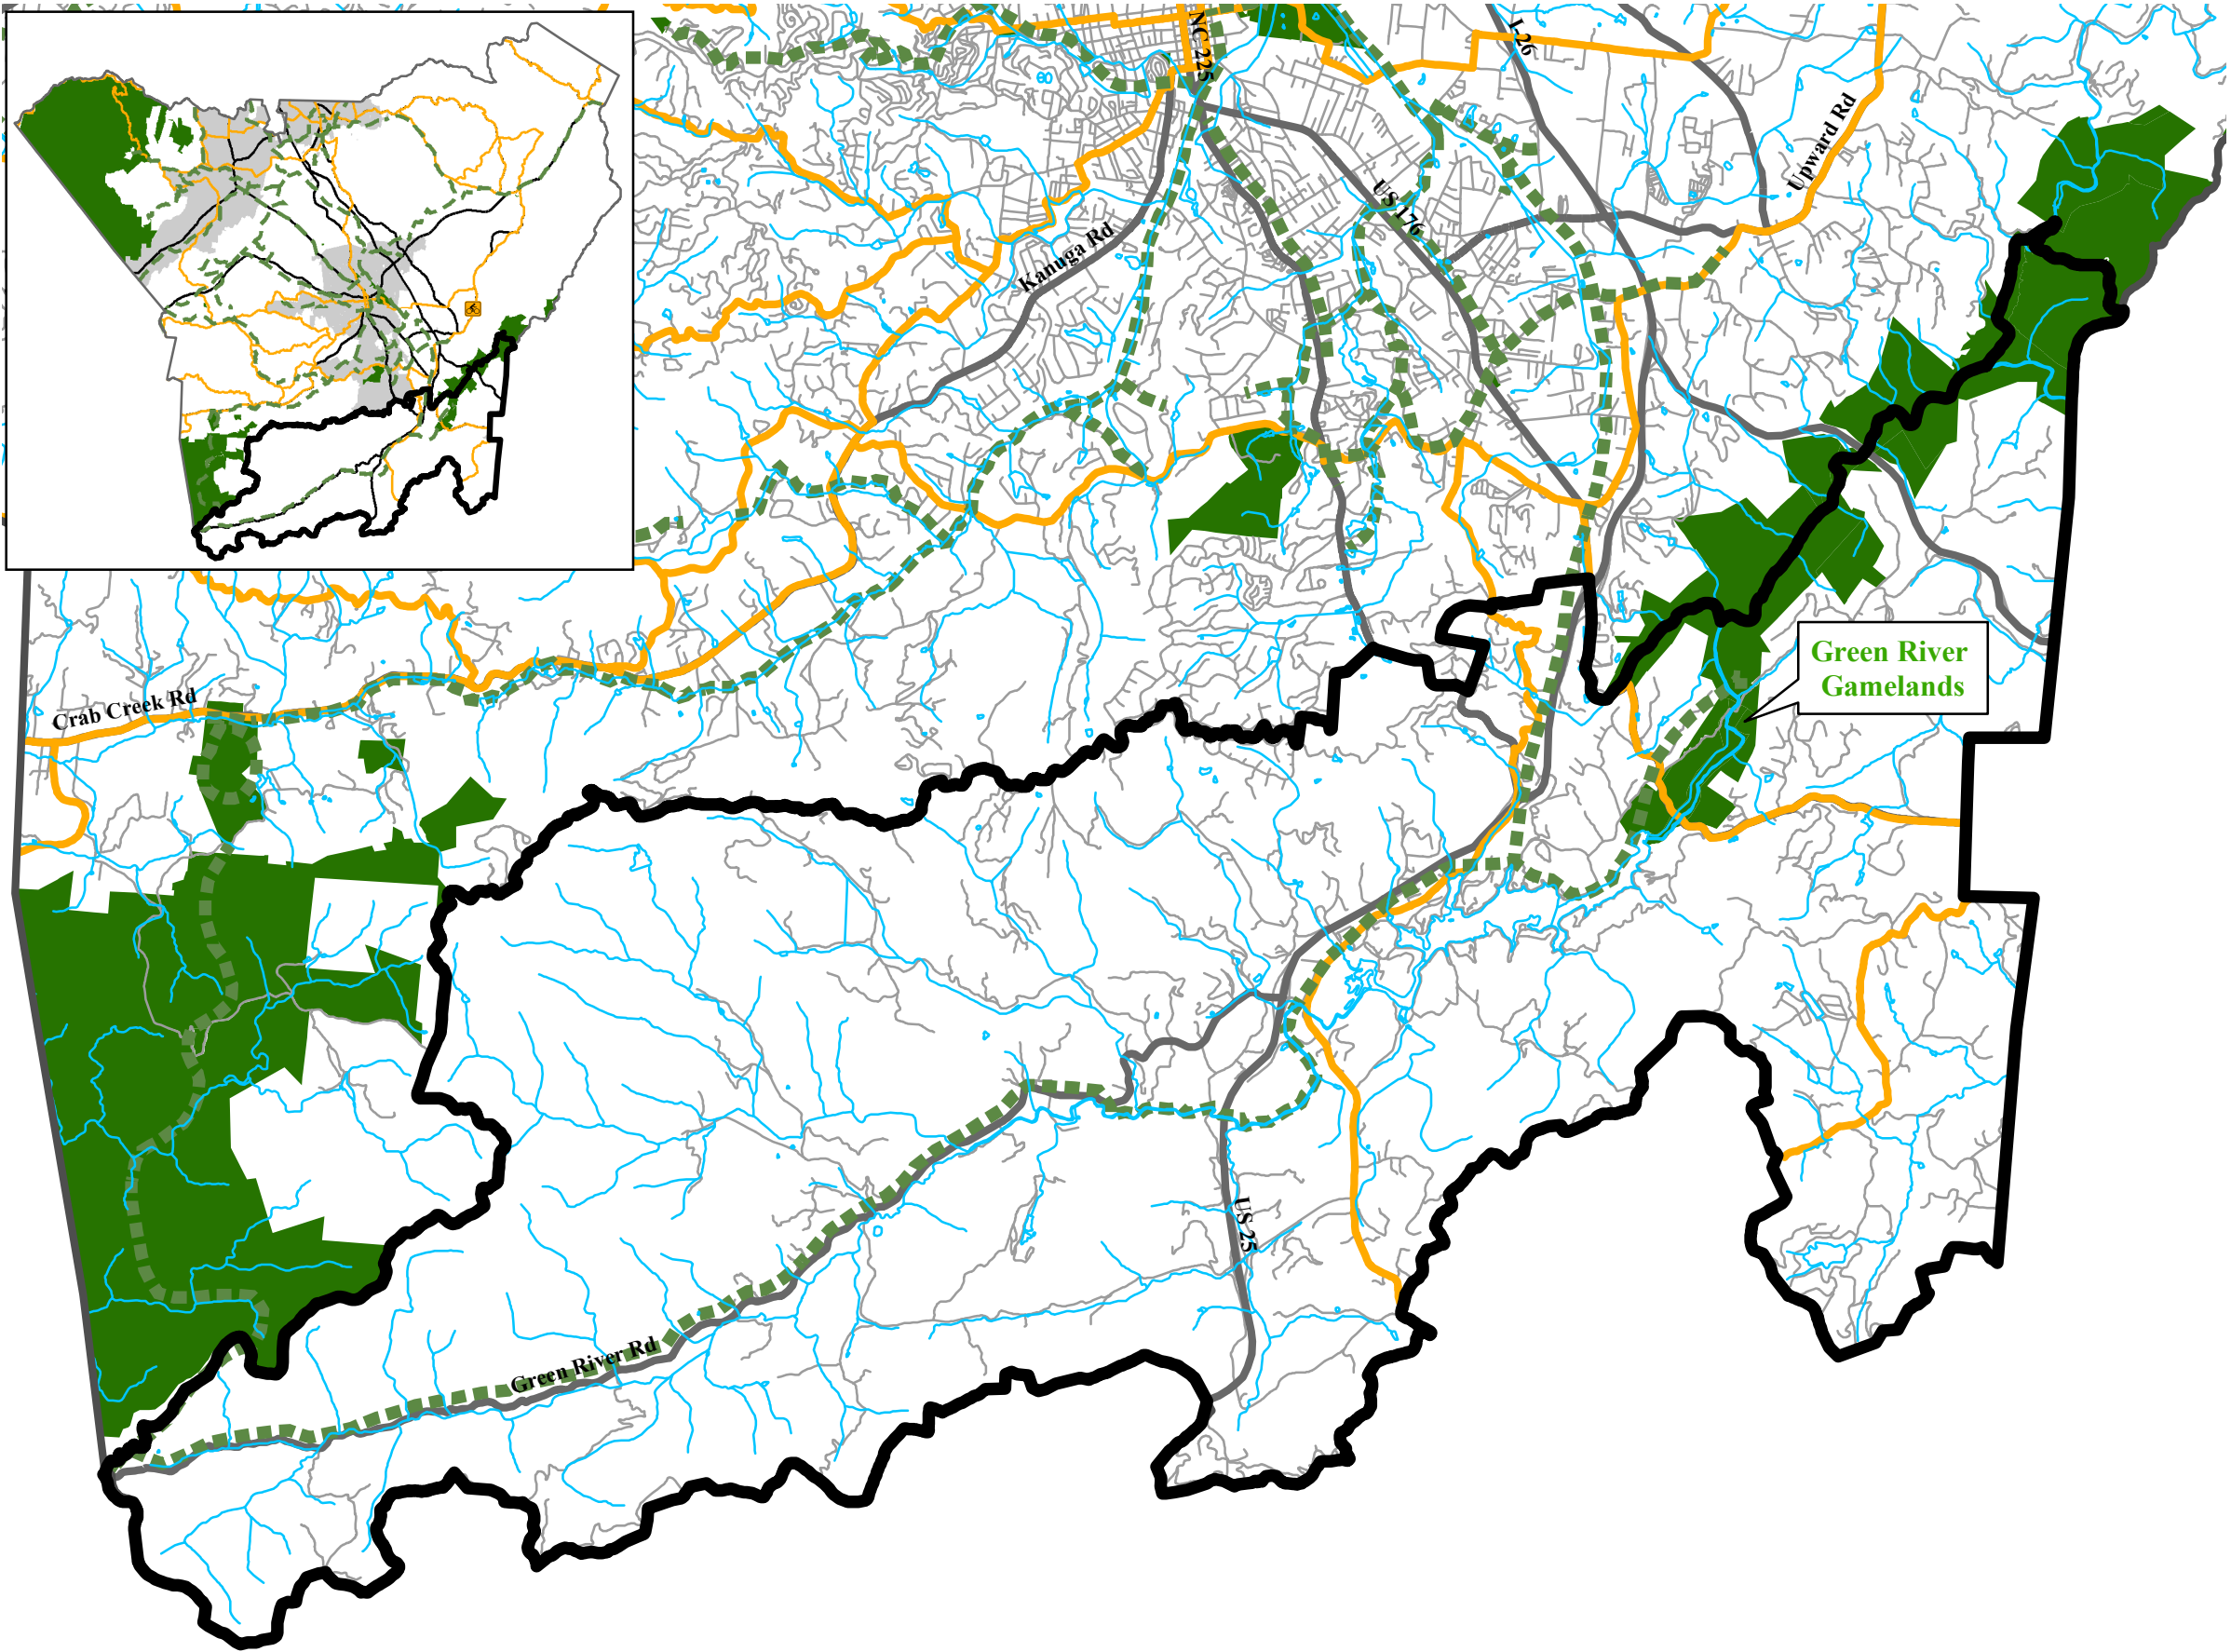 NC 225
I-26
Upward Rd
US 176
Kanuga Rd
Green River
Gamelands
Crab Creek Rd
US 25
Green River Rd